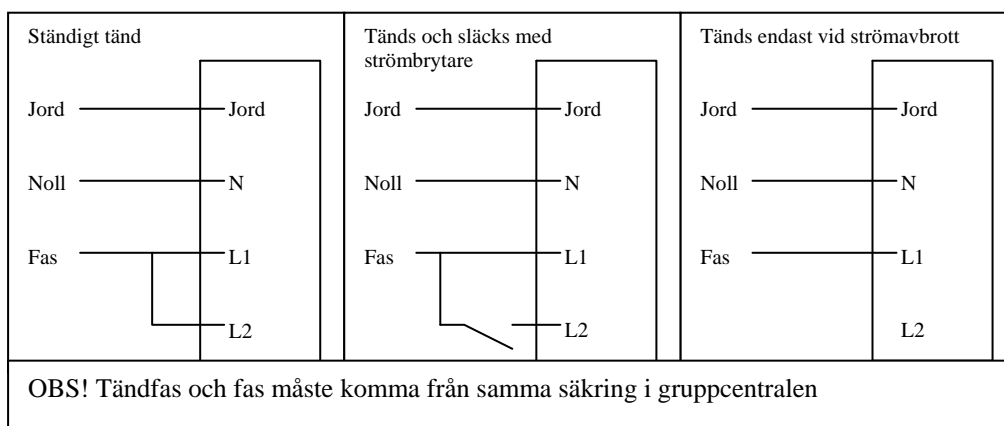 Ständigt tänd
Jord
Jord
Noll
N
Fas
L1
L2
Tänds och släcks med
strömbrytare
Jord
Jord
Noll
N
Fas
L1
L2
Tänds endast vid strömavbrott
Jord
Jord
Noll
N
Fas
L1
L2
OBS! Tändfas och fas måste komma från samma säkring i gruppcentralen